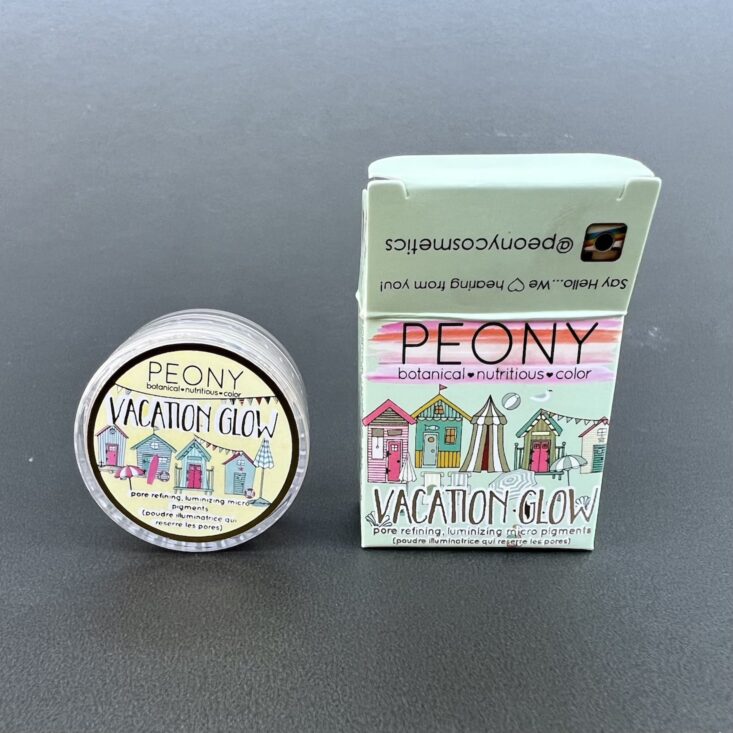 PEONY
botanical♥nutritious♥color
VACATION GLOW
pore refining, luminizing micro
pigments
(poudre illuminatrice qui
reserre les pores)
@peonycosmetics
Say Hello...We ♡ hearing from you!
PEONY
botanical♥nutritious♥color
VACATION GLOW
pore refining, luminizing micro pigments
(poudre illuminatrice qui reserre les pores)